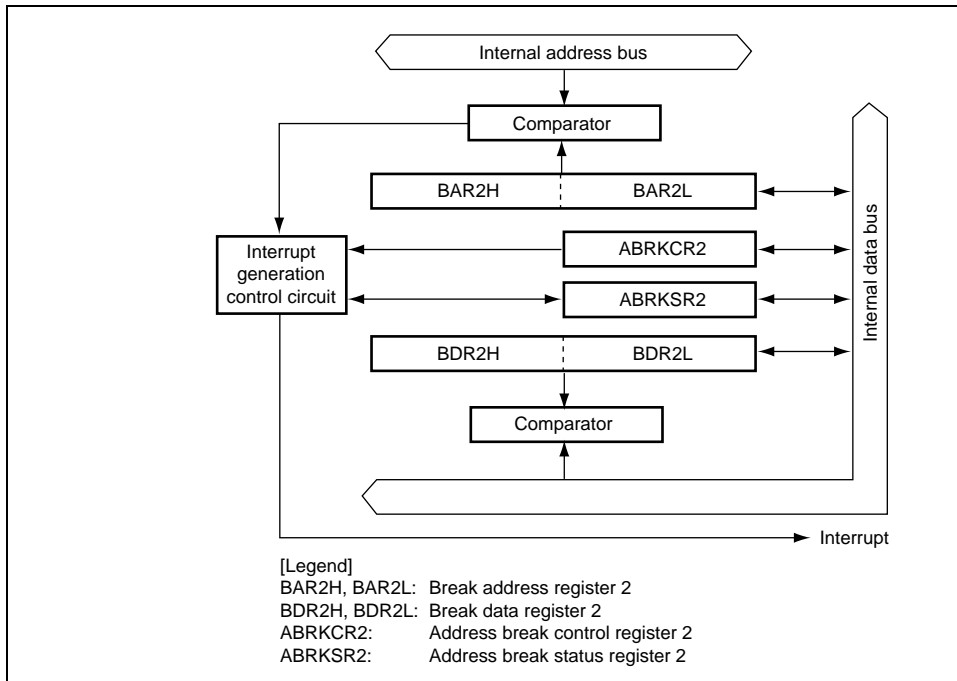 Internal address bus
Comparator
BAR2H
BAR2L
Interrupt
generation
control circuit
ABRKCR2
ABRKSR2
Internal data bus
BDR2H
BDR2L
Comparator
Interrupt
[Legend]
BAR2H, BAR2L: Break address register 2
BDR2H, BDR2L: Break data register 2
ABRKCR2: Address break control register 2
ABRKSR2: Address break status register 2